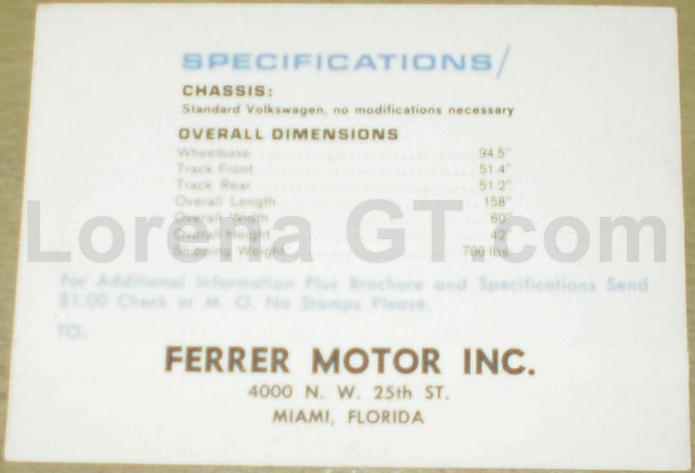 SPECIFICATIONS/
CHASSIS:
Standard Volkswagen, no modifications necessary
OVERALL DIMENSIONS
Wheelbase 94.5"
Track Front 51.4"
Track Rear 51.2"
Overall Length 158"
Overall Width 60"
Overall Height 42"
Shipping Weight 700 lbs
Lorena GT.com
For Additional Information Plus Brochure and Specifications Send
$1.00 Check or M. O. No Stamps Please.
TO:
FERRER MOTOR INC.
4000 N. W. 25th ST.
MIAMI, FLORIDA